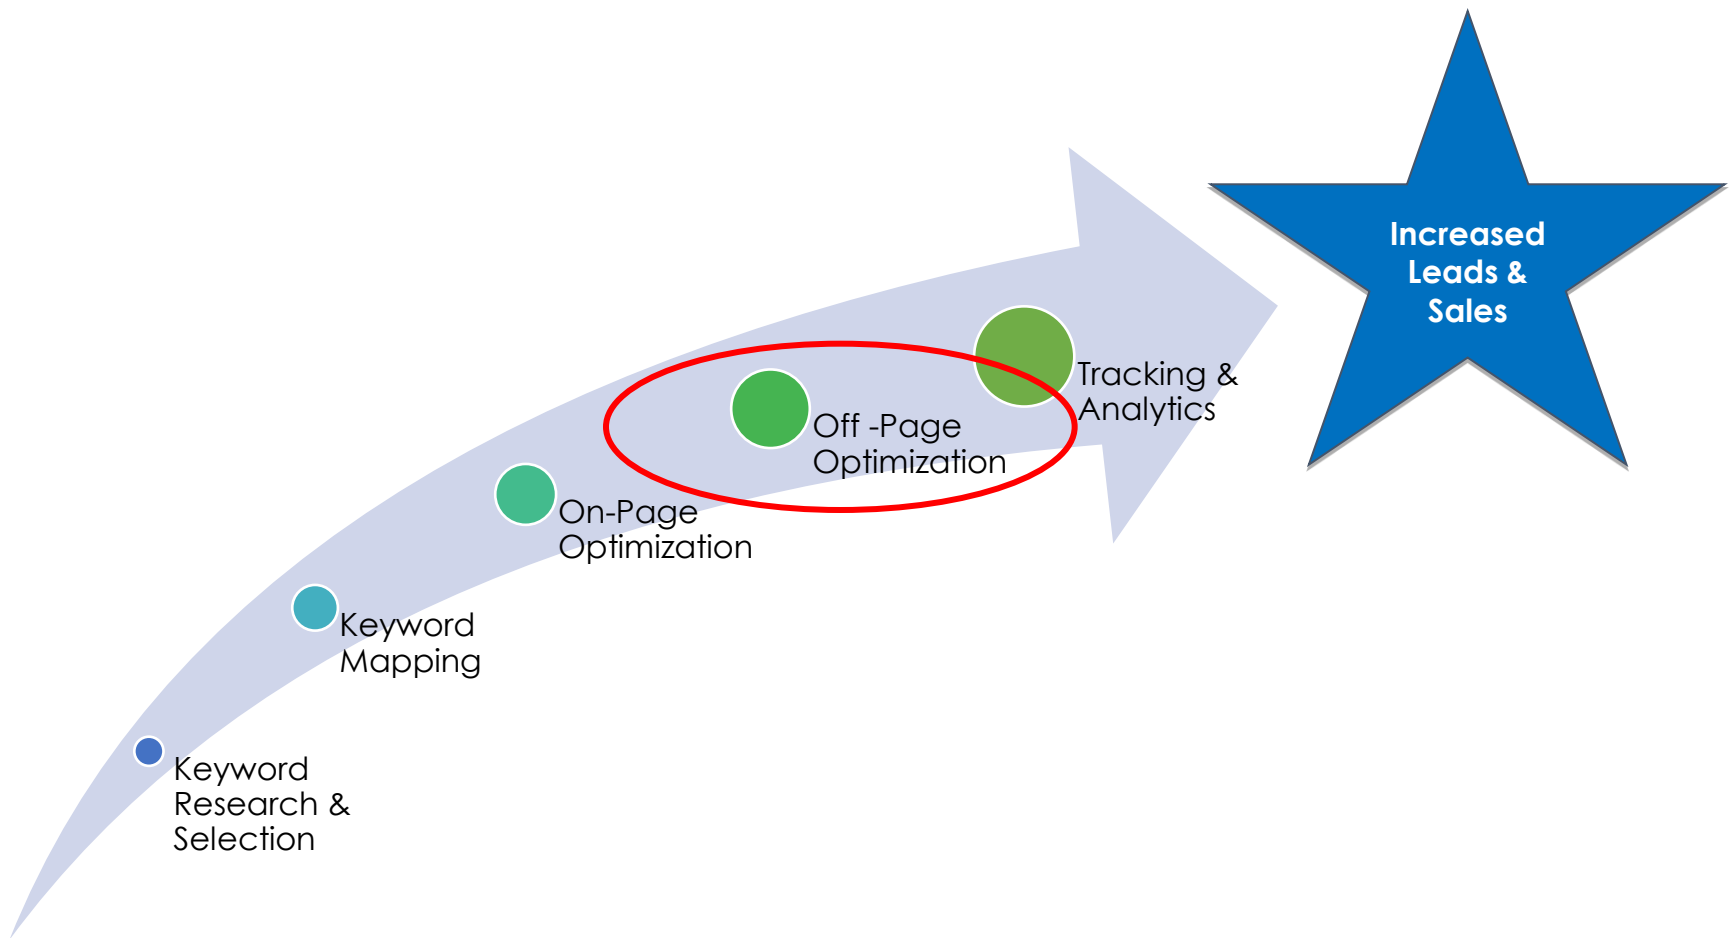 Increased
Leads &
Sales
Tracking &
Analytics
Off -Page
Optimization
On-Page
Optimization
Keyword
Mapping
Keyword
Research &
Selection